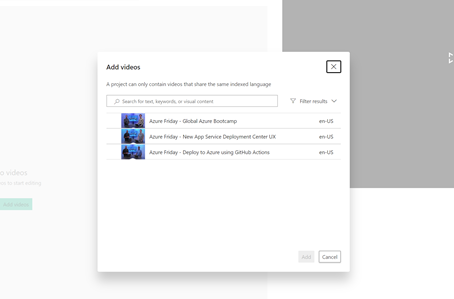 Add videos
A project can only contain videos that share the same indexed language
Search for text, keywords, or visual content
Filter results
Azure Friday - Global Azure Bootcamp en-US
Azure Friday - New App Service Deployment Center UX en-US
Azure Friday - Deploy to Azure using GitHub Actions en-US
o videos
eo to start editing
Add videos
Add Cancel